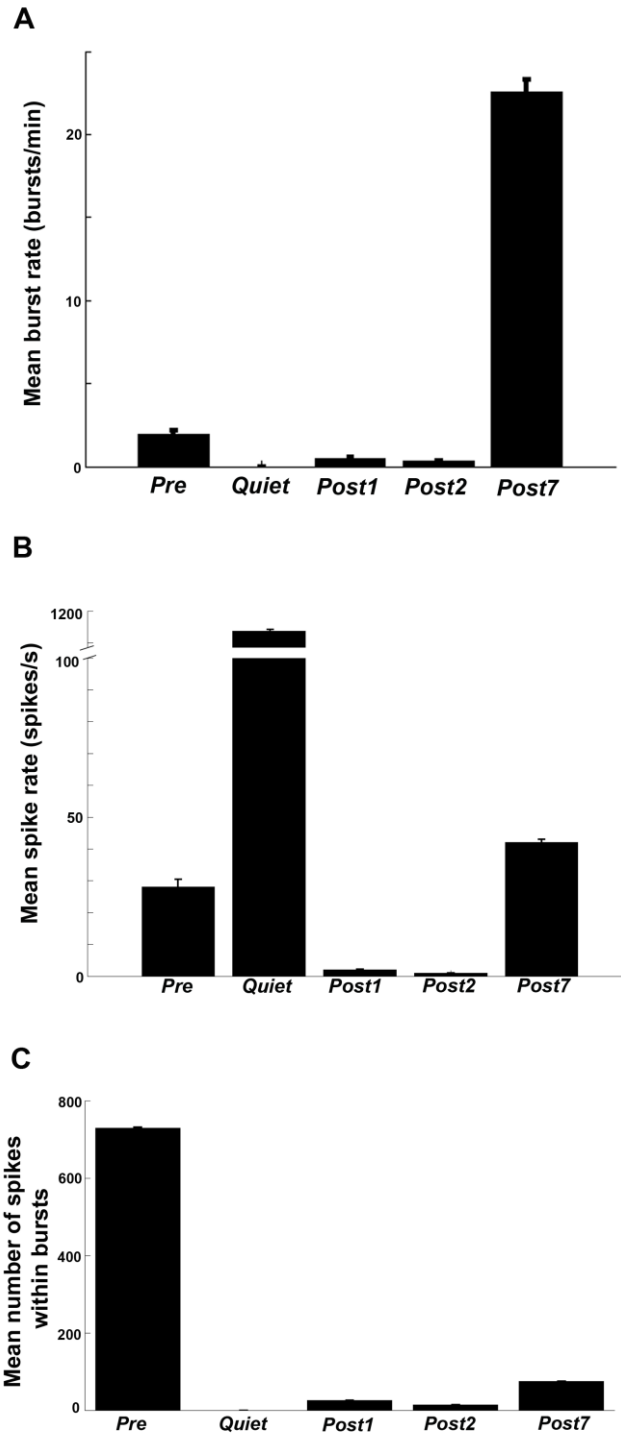 A
Mean burst rate (bursts/min)
20
10
0
Pre Quiet Post1 Post2 Post7
B
Mean spike rate (spikes/s)
1200
100
50
0
Pre Quiet Post1 Post2 Post7
C
Mean number of spikes
within bursts
800
600
400
200
0
Pre Quiet Post1 Post2 Post7